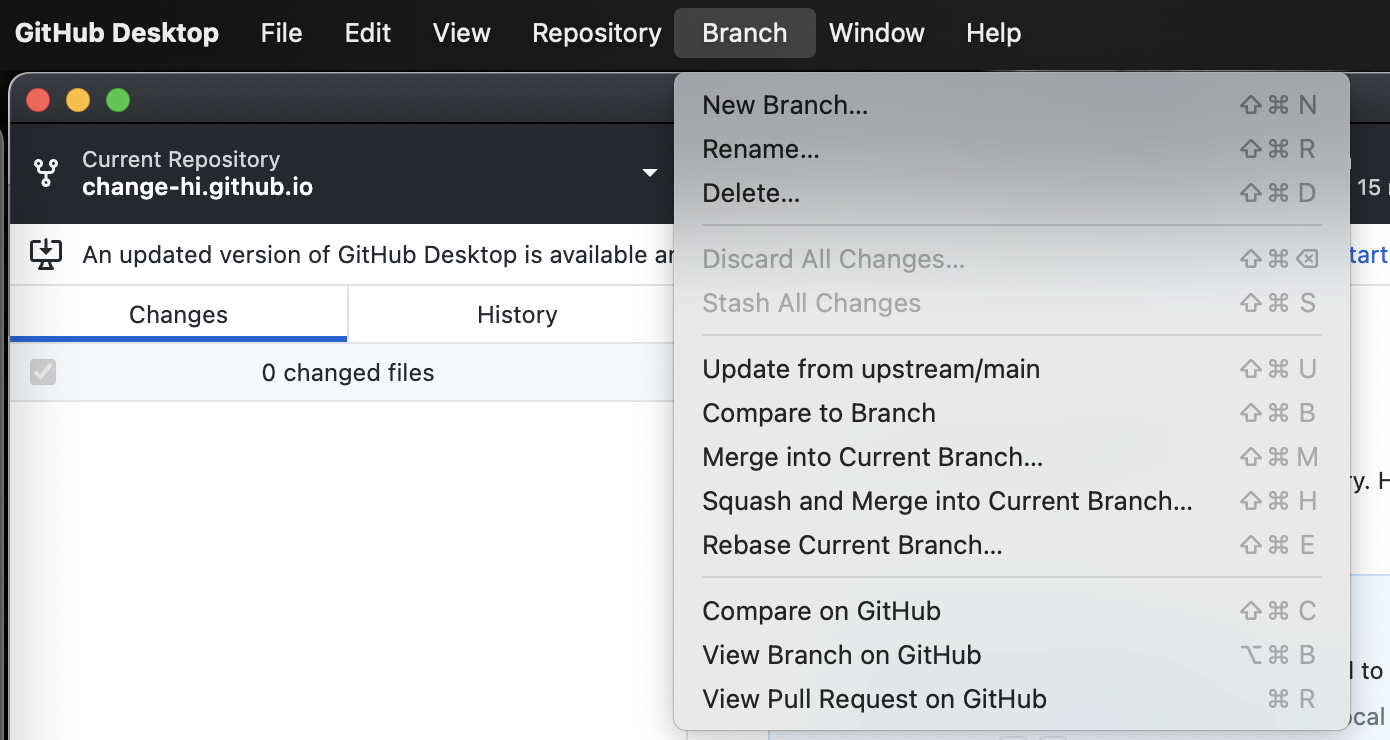 GitHub Desktop File Edit View Repository Branch Window Help
New Branch... ⇧⌘ N
Current Repository
Rename... ⇧⌘ R
change-hi.github.io
15
Delete... ⇧⌘ D
An updated version of GitHub Desktop is available
Discard All Changes... ⇧⌘⌫
Stash All Changes ⇧⌘ S
Changes History
0 changed files
Update from upstream/main ⇧⌘ U
Compare to Branch ⇧⌘ B
Merge into Current Branch... ⇧⌘ M
Squash and Merge into Current Branch... ⇧⌘ H
Rebase Current Branch... ⇧⌘ E
Compare on GitHub ⇧⌘ C
View Branch on GitHub ⌥⌘ B
View Pull Request on GitHub ⌘ R
to